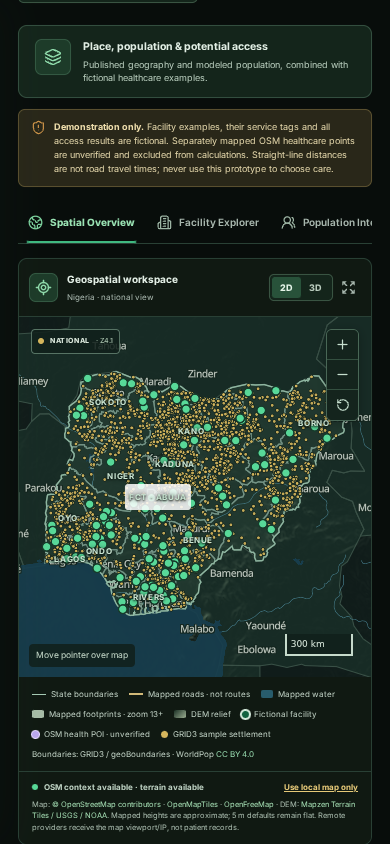 Place, population & potential access
Published geography and modeled population, combined with
fictional healthcare examples.
Demonstration only. Facility examples, their service tags and all
access results are fictional. Separately mapped OSM healthcare points
are unverified and excluded from calculations. Straight-line distances
are not road travel times; never use this prototype to choose care.
Spatial Overview
Facility Explorer
Population Inte
Geospatial workspace
Nigeria · national view
2D
3D
NATIONAL
Z4.1
+
−
Zinder
Niamey
Maradi
SOKOTO
KANO
BORNO
Maroua
KADUNA
NIGER
Parakou
FCT · ABUJA
Garoua
OYO
BENUE
ONDO
LAGOS
Bamenda
RIVERS
Malabo
Yaoundé
Ebolowa
300 km
Move pointer over map
State boundaries
Mapped roads · not routes
Mapped water
Mapped footprints · zoom 13+
DEM relief
Fictional facility
OSM health POI · unverified
GRID3 sample settlement
Boundaries: GRID3 / geoBoundaries · WorldPop CC BY 4.0
OSM context available · terrain available
Use local map only
Map: © OpenStreetMap contributors · OpenMapTiles · OpenFreeMap · DEM: Mapzen Terrain
Tiles / USGS / NOAA. Mapped heights are approximate; 5 m defaults remain flat. Remote
providers receive the map viewport/IP, not patient records.